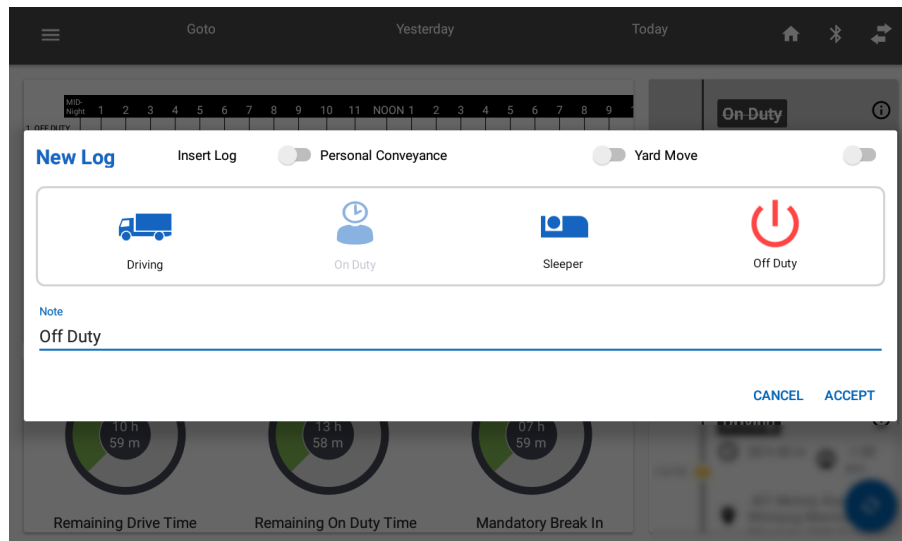 Goto Yesterday Today
MID-
Night 1 2 3 4 5 6 7 8 9 10 11 NOON 1 2 3 4 5 6 7 8 9
1. OFF DUTY
On Duty
New Log Insert Log Personal Conveyance Yard Move
Driving On Duty Sleeper Off Duty
Note
Off Duty
CANCEL ACCEPT
Driving
10 h 13 h 07 h
59 m 58 m 59 m
Remaining Drive Time Remaining On Duty Time Mandatory Break In